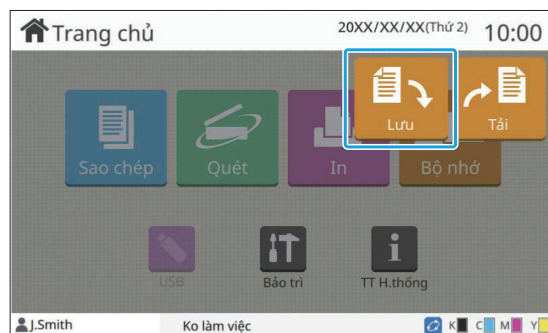 Trang chủ 20XX/XX/XX(Thứ 2) 10:00
Lưu Tải
Sao chép Quét In Bộ nhớ
USB Bảo trì TT H.thống
J.Smith Ko làm việc K C M Y